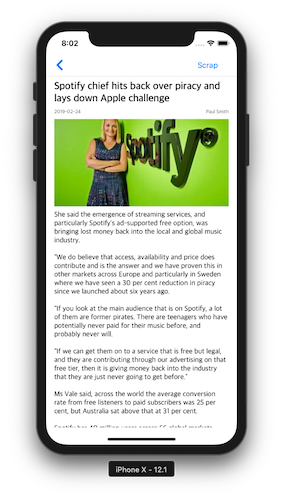 8:02
Scrap
Spotify chief hits back over piracy and
lays down Apple challenge
2019-02-24 Paul Smith
Spotify®
She said the emergence of streaming services, and
particularly Spotify's ad-supported free option, was
bringing lost money back into the local and global music
industry.
"We do believe that access, availability and price does
contribute and is the answer and we have proven this in
other markets across Europe and particularly in Sweden
where we have seen a 30 per cent reduction in piracy
since we launched about six years ago.
"If you look at the main audience that is on Spotify, a lot
of them are former pirates. There are teenagers who have
potentially never paid for their music before, and
probably never will.
"If we can get them on to a service that is free but legal,
and they are contributing through our advertising on that
free tier, then it is giving money back into the industry
that they are just never going to get before."
Ms Vale said, across the world the average conversion
rate from free listeners to paid subscribers was 25 per
cent, but Australia sat above that at 31 per cent.
Spotify has 40 million users across 56 global markets
iPhone X - 12.1